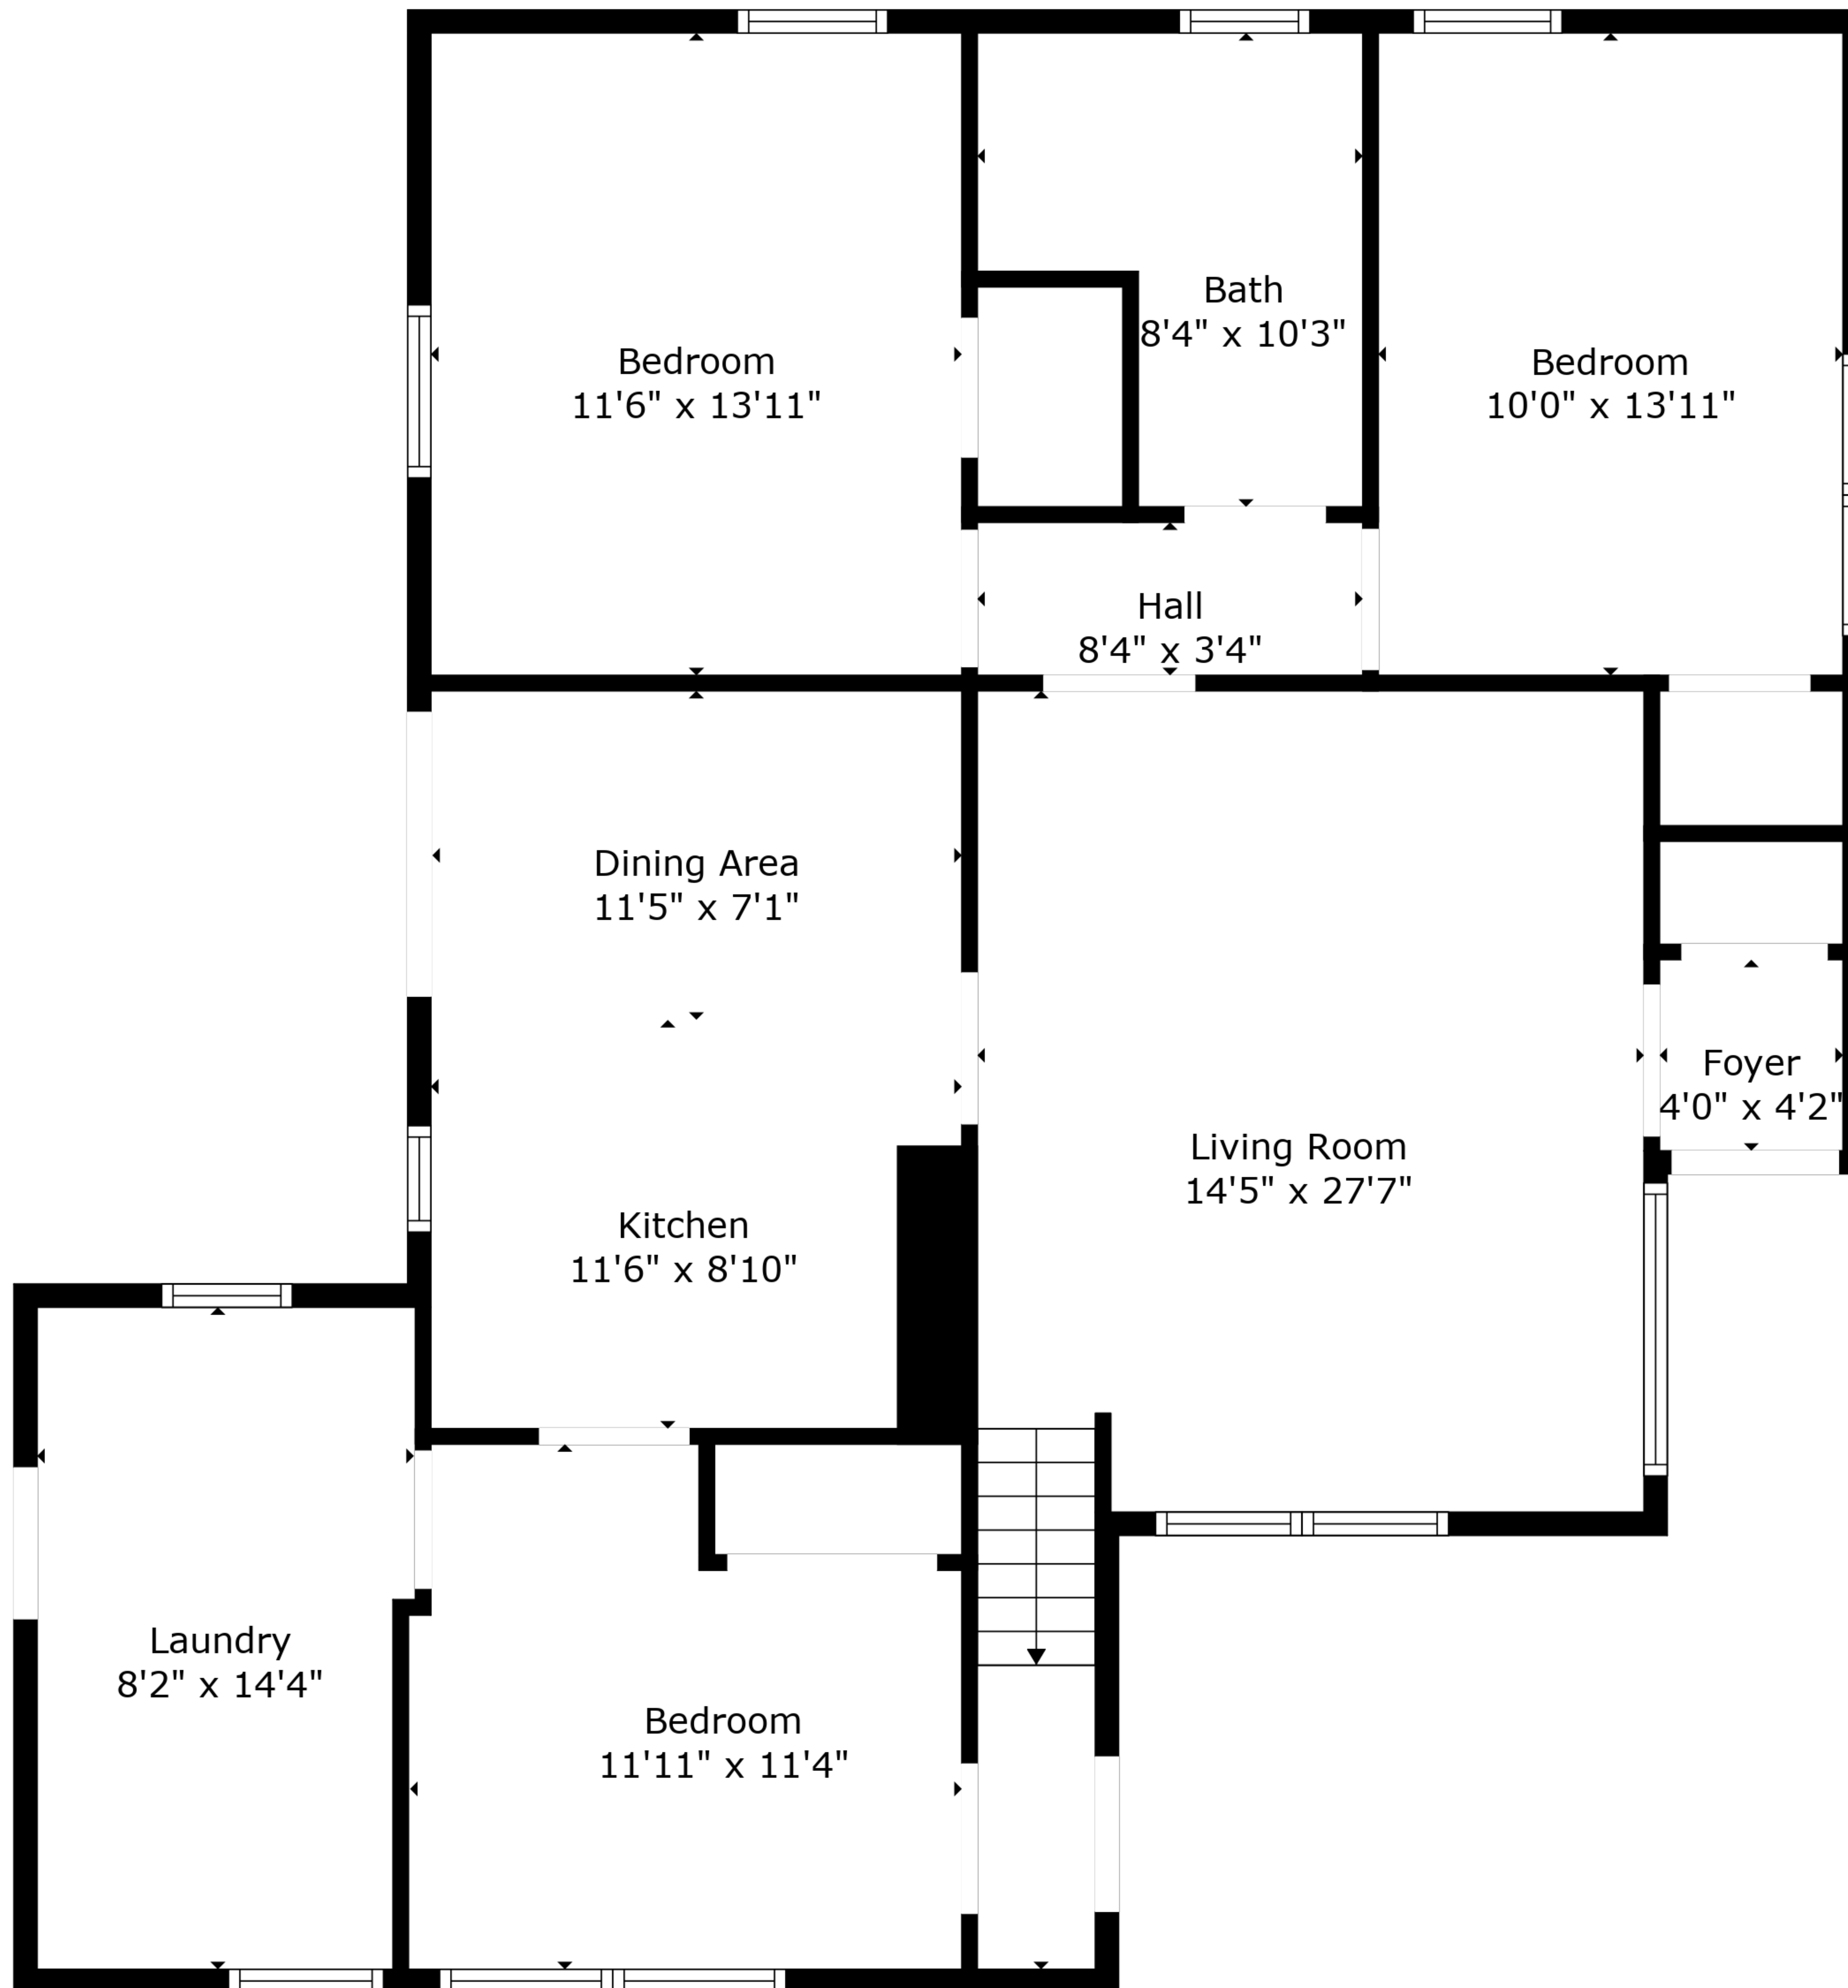 Bath
8'4" x 10'3"
Bedroom
11'6" x 13'11"
Bedroom
10'0" x 13'11"
Hall
8'4" x 3'4"
Dining Area
11'5" x 7'1"
Foyer
4'0" x 4'2"
Living Room
14'5" x 27'7"
Kitchen
11'6" x 8'10"
Laundry
8'2" x 14'4"
Bedroom
11'11" x 11'4"